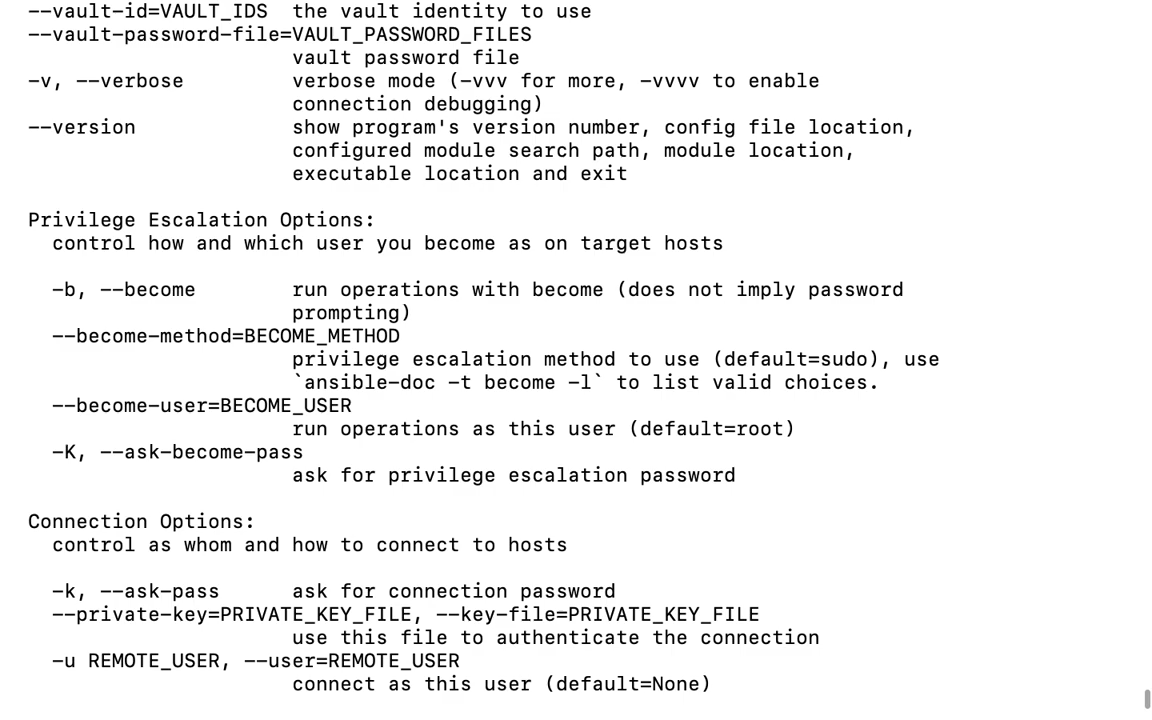 --vault-id=VAULT_IDS  the vault identity to use
--vault-password-file=VAULT_PASSWORD_FILES
                      vault password file
-v, --verbose         verbose mode (-vvv for more, -vvvv to enable
                      connection debugging)
--version             show program's version number, config file location,
                      configured module search path, module location,
                      executable location and exit

Privilege Escalation Options:
  control how and which user you become as on target hosts

  -b, --become        run operations with become (does not imply password
                      prompting)
  --become-method=BECOME_METHOD
                      privilege escalation method to use (default=sudo), use
                      `ansible-doc -t become -l` to list valid choices.
  --become-user=BECOME_USER
                      run operations as this user (default=root)
  -K, --ask-become-pass
                      ask for privilege escalation password

Connection Options:
  control as whom and how to connect to hosts

  -k, --ask-pass      ask for connection password
  --private-key=PRIVATE_KEY_FILE, --key-file=PRIVATE_KEY_FILE
                      use this file to authenticate the connection
  -u REMOTE_USER, --user=REMOTE_USER
                      connect as this user (default=None)